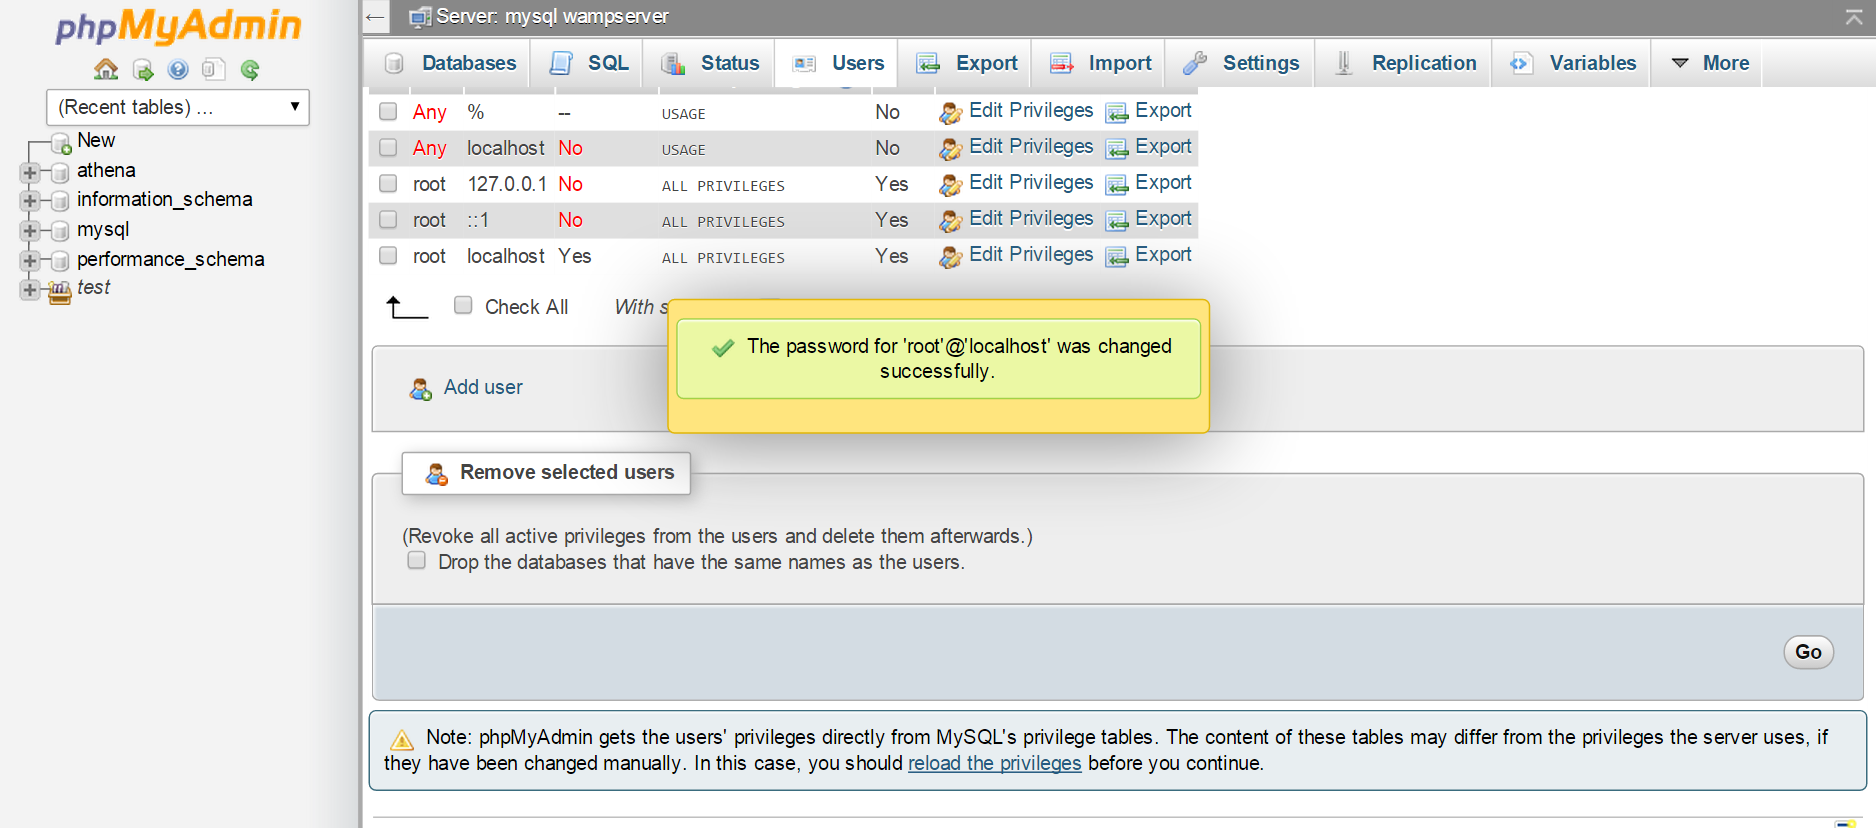 phpMyAdmin
(Recent tables) ...
New
athena
information_schema
mysql
performance_schema
test
Server: mysql wampserver
Databases SQL Status Users Export Import Settings Replication Variables More
Any % -- USAGE No Edit Privileges Export
Any localhost No USAGE No Edit Privileges Export
root 127.0.0.1 No ALL PRIVILEGES Yes Edit Privileges Export
root ::1 No ALL PRIVILEGES Yes Edit Privileges Export
root localhost Yes ALL PRIVILEGES Yes Edit Privileges Export
Check All With s
The password for 'root'@'localhost' was changed
successfully.
Add user
Remove selected users
(Revoke all active privileges from the users and delete them afterwards.)
Drop the databases that have the same names as the users.
Go
Note: phpMyAdmin gets the users' privileges directly from MySQL's privilege tables. The content of these tables may differ from the privileges the server uses, if
they have been changed manually. In this case, you should reload the privileges before you continue.